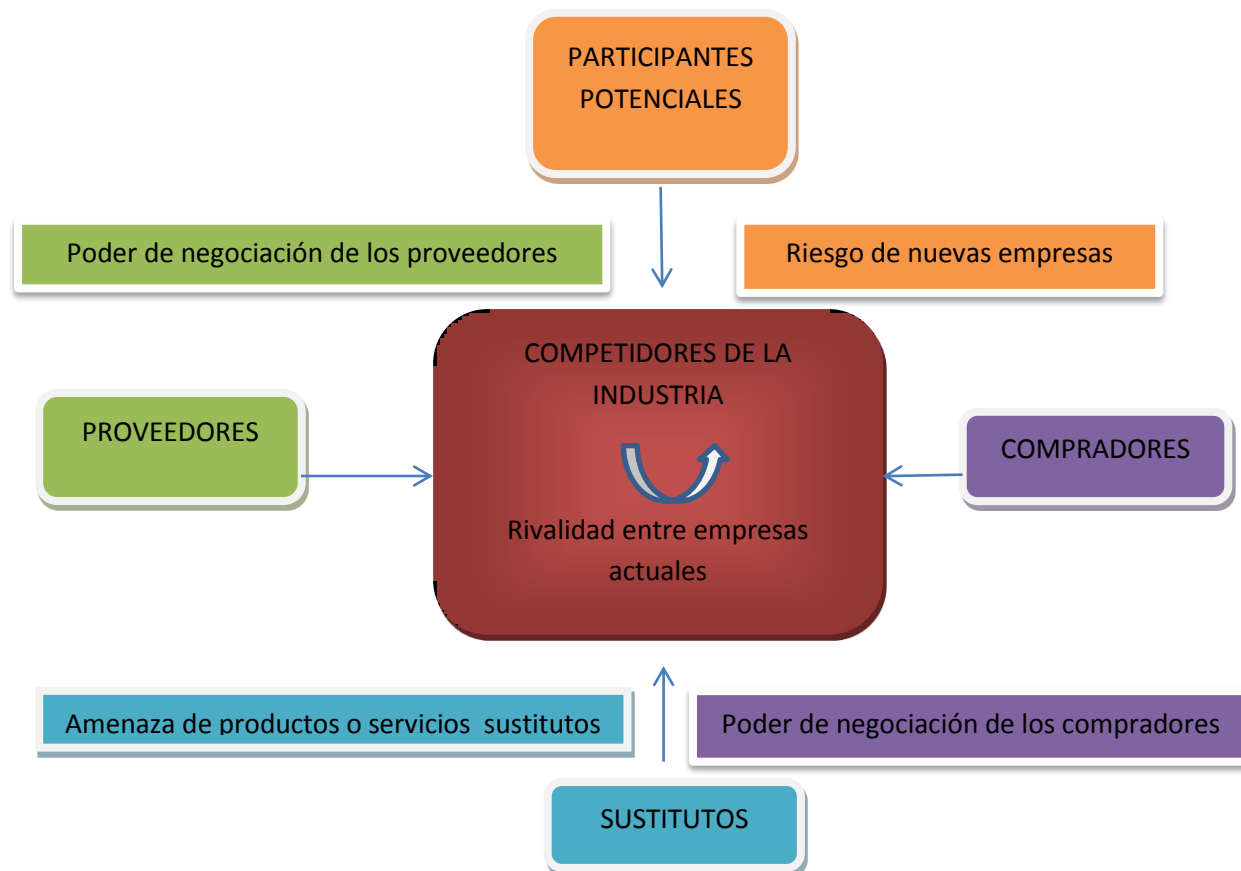 PARTICIPANTES
POTENCIALES
Poder de negociación de los proveedores
Riesgo de nuevas empresas
COMPETIDORES DE LA
INDUSTRIA
PROVEEDORES
COMPRADORES
Rivalidad entre empresas
actuales
Amenaza de productos o servicios  sustitutos
Poder de negociación de los compradores
SUSTITUTOS